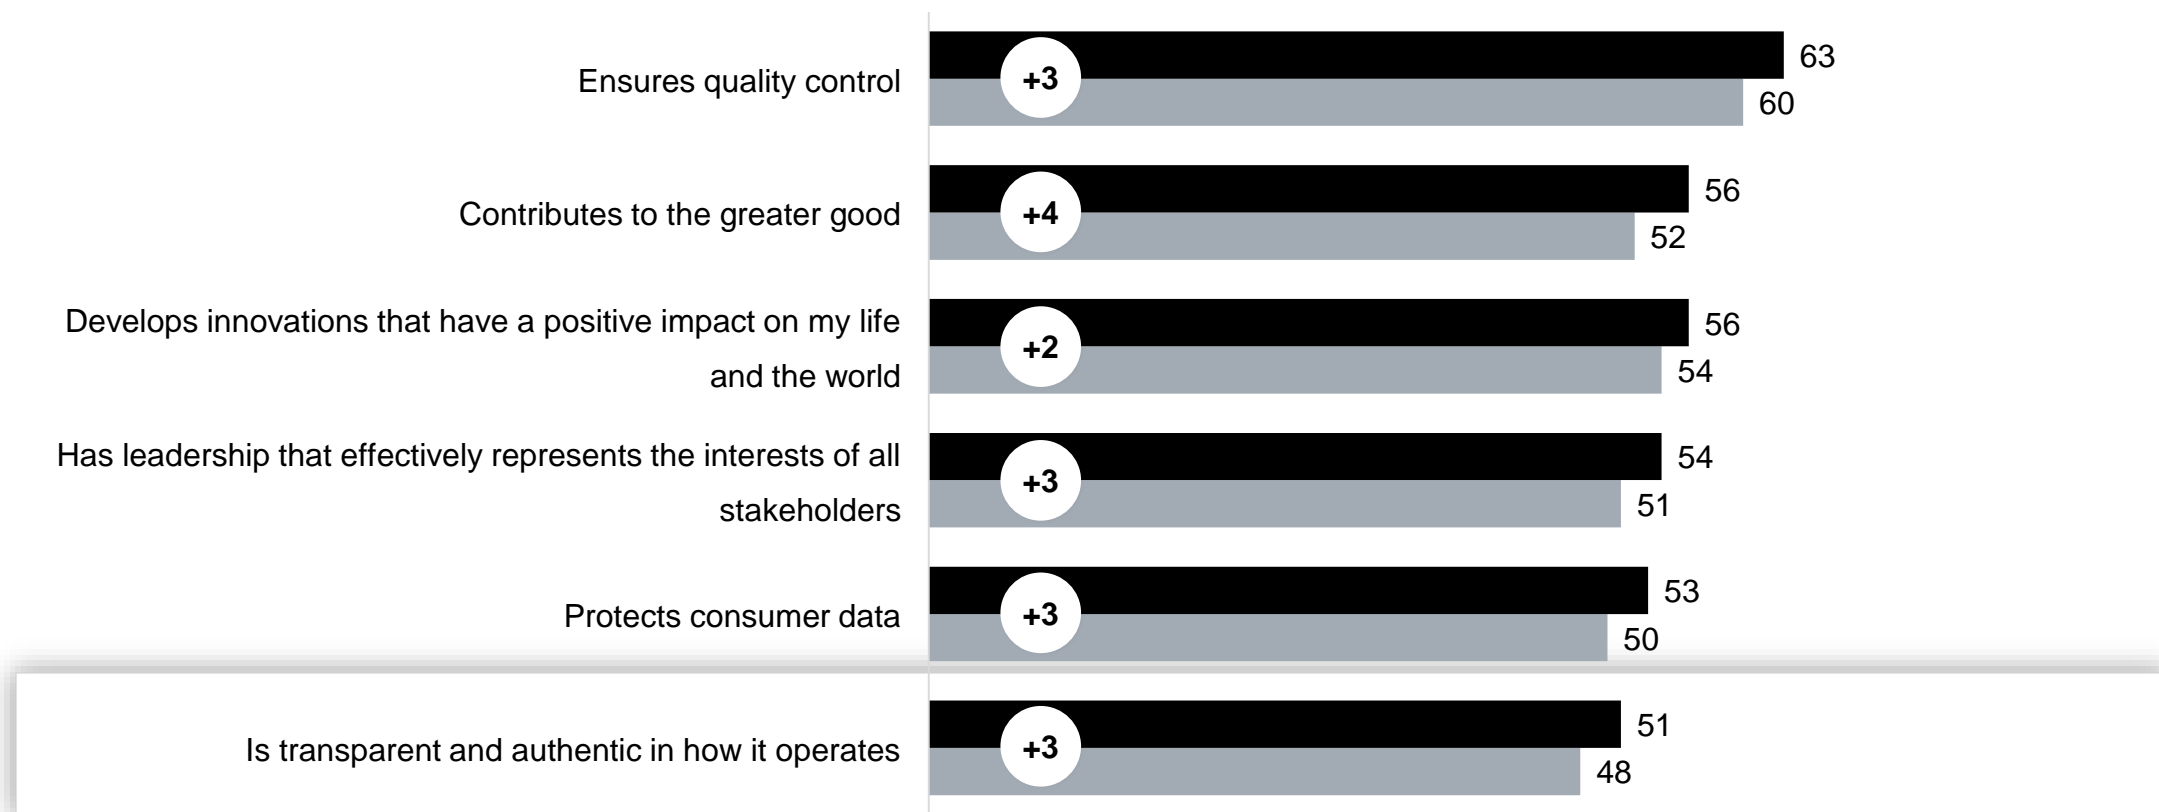 Ensures quality control
+3
63
60
Contributes to the greater good
+4
56
52
Develops innovations that have a positive impact on my life
and the world
+2
56
54
Has leadership that effectively represents the interests of all
stakeholders
+3
54
51
Protects consumer data
+3
53
50
Is transparent and authentic in how it operates
+3
51
48